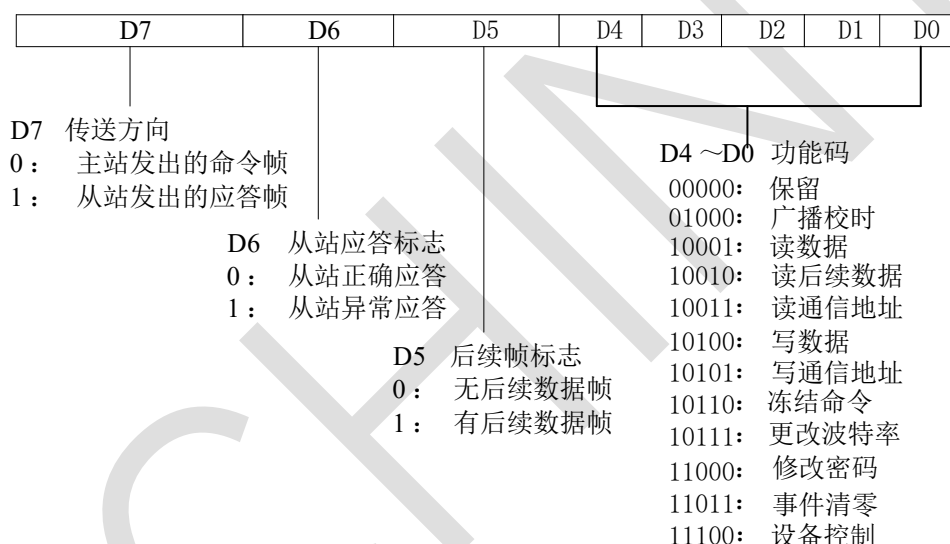 D7 D6 D5 D4 D3 D2 D1 D0
D7 传送方向
0： 主站发出的命令帧
1： 从站发出的应答帧
D6 从站应答标志
0： 从站正确应答
1： 从站异常应答
D5 后续帧标志
0： 无后续数据帧
1： 有后续数据帧
D4～D0 功能码
00000： 保留
01000： 广播校时
10001： 读数据
10010： 读后续数据
10011： 读通信地址
10100： 写数据
10101： 写通信地址
10110： 冻结命令
10111： 更改波特率
11000： 修改密码
11011： 事件清零
11100： 设备控制
CHIN